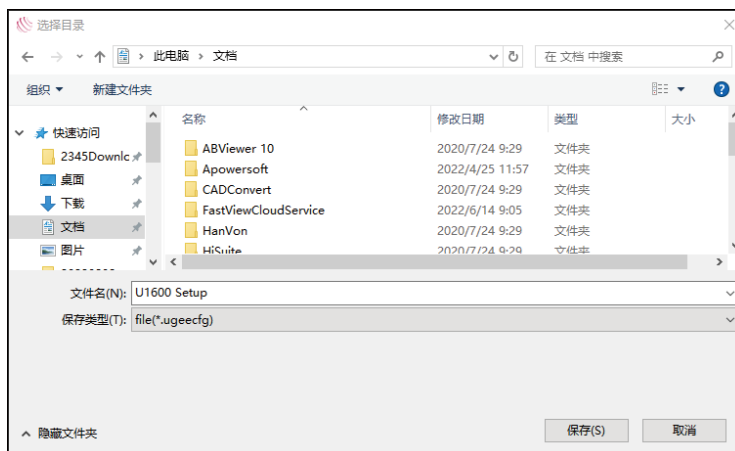 选择目录
此电脑 › 文档
在 文档 中搜索
组织
新建文件夹
名称 修改日期 类型 大小
快速访问
2345Downlc
桌面
下载
文档
图片
ABViewer 10 2020/7/24 9:29 文件夹
Apowersoft 2022/4/25 11:57 文件夹
CADConvert 2020/7/24 9:29 文件夹
FastViewCloudService 2022/6/14 9:05 文件夹
HanVon 2020/7/24 9:29 文件夹
HiSuite 2020/7/24 9:29 文件夹
文件名(N): U1600 Setup
保存类型(T): file(*.ugeecfg)
隐藏文件夹
保存(S)
取消